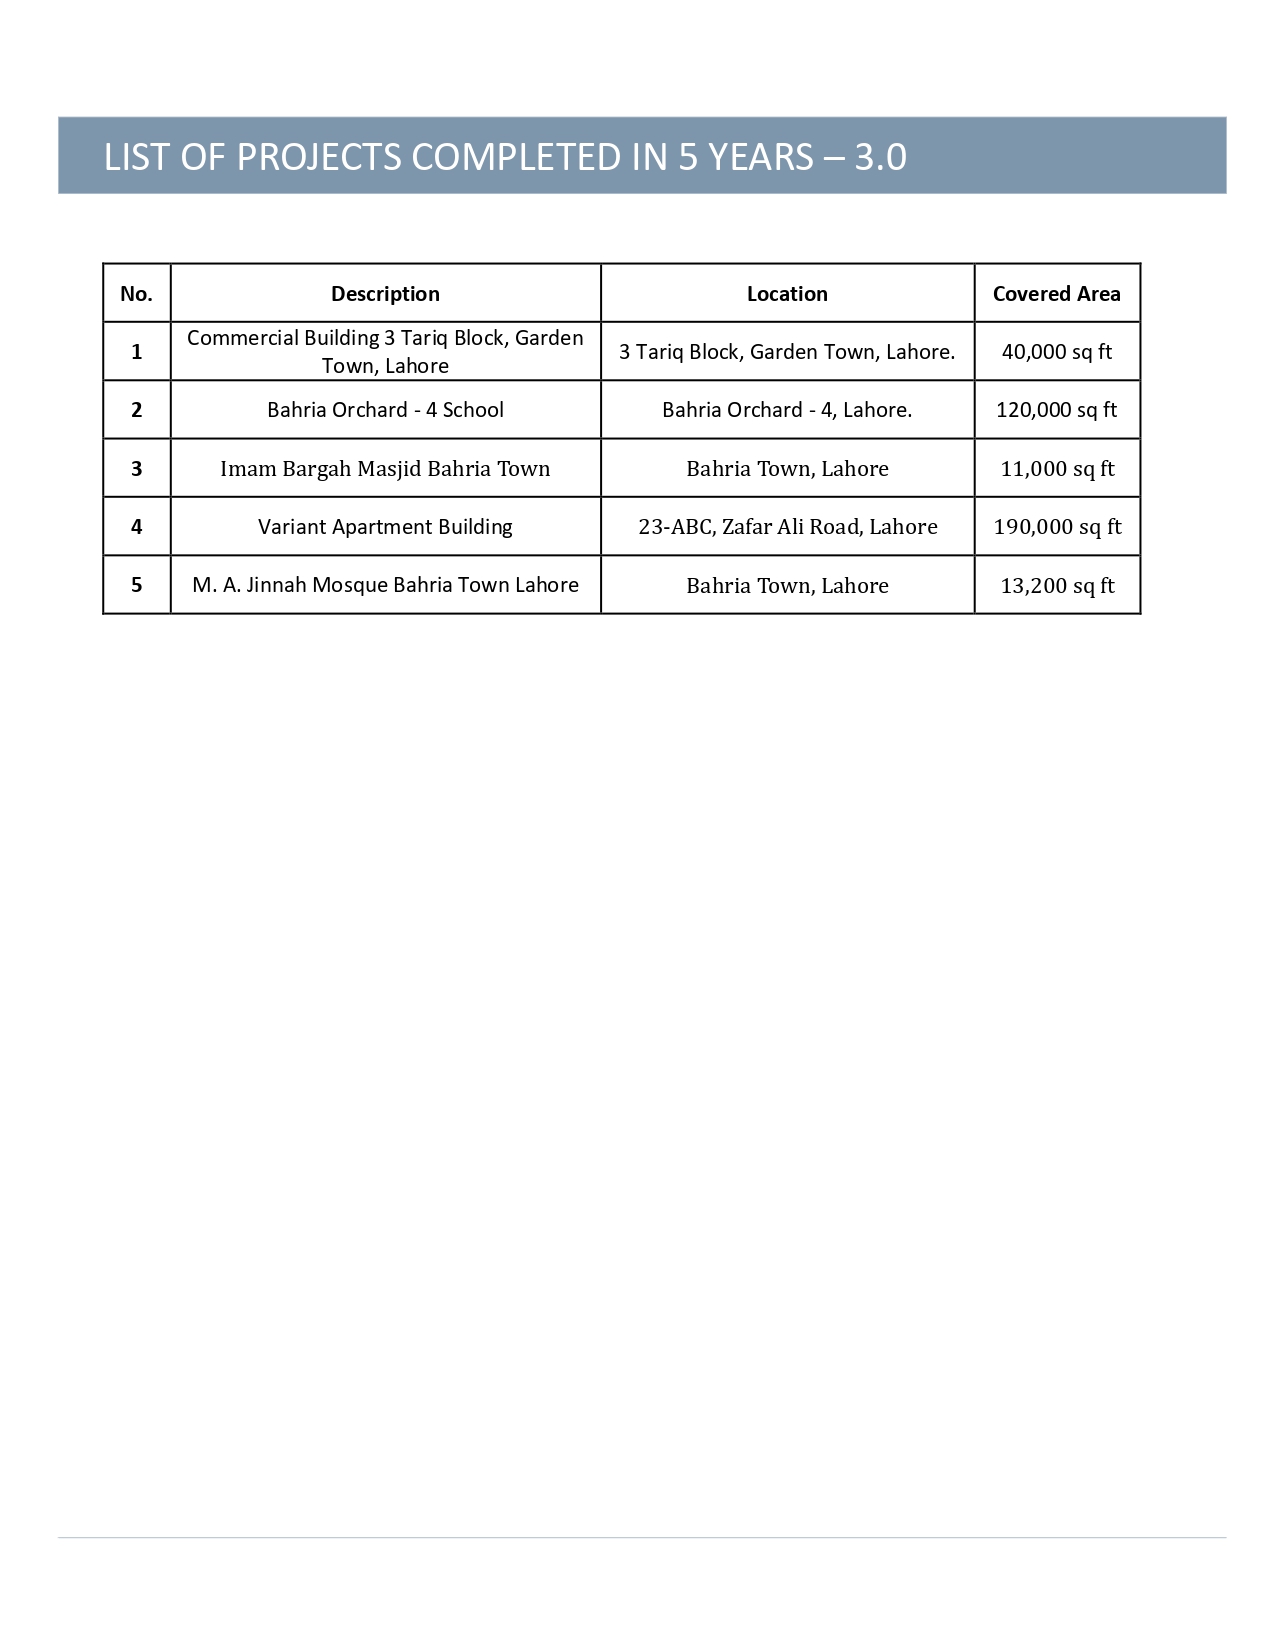 LIST OF PROJECTS COMPLETED IN 5 YEARS – 3.0
No. Description Location Covered Area
1 Commercial Building 3 Tariq Block, Garden Town, Lahore 3 Tariq Block, Garden Town, Lahore. 40,000 sq ft
2 Bahria Orchard - 4 School Bahria Orchard - 4, Lahore. 120,000 sq ft
3 Imam Bargah Masjid Bahria Town Bahria Town, Lahore 11,000 sq ft
4 Variant Apartment Building 23-ABC, Zafar Ali Road, Lahore 190,000 sq ft
5 M. A. Jinnah Mosque Bahria Town Lahore Bahria Town, Lahore 13,200 sq ft